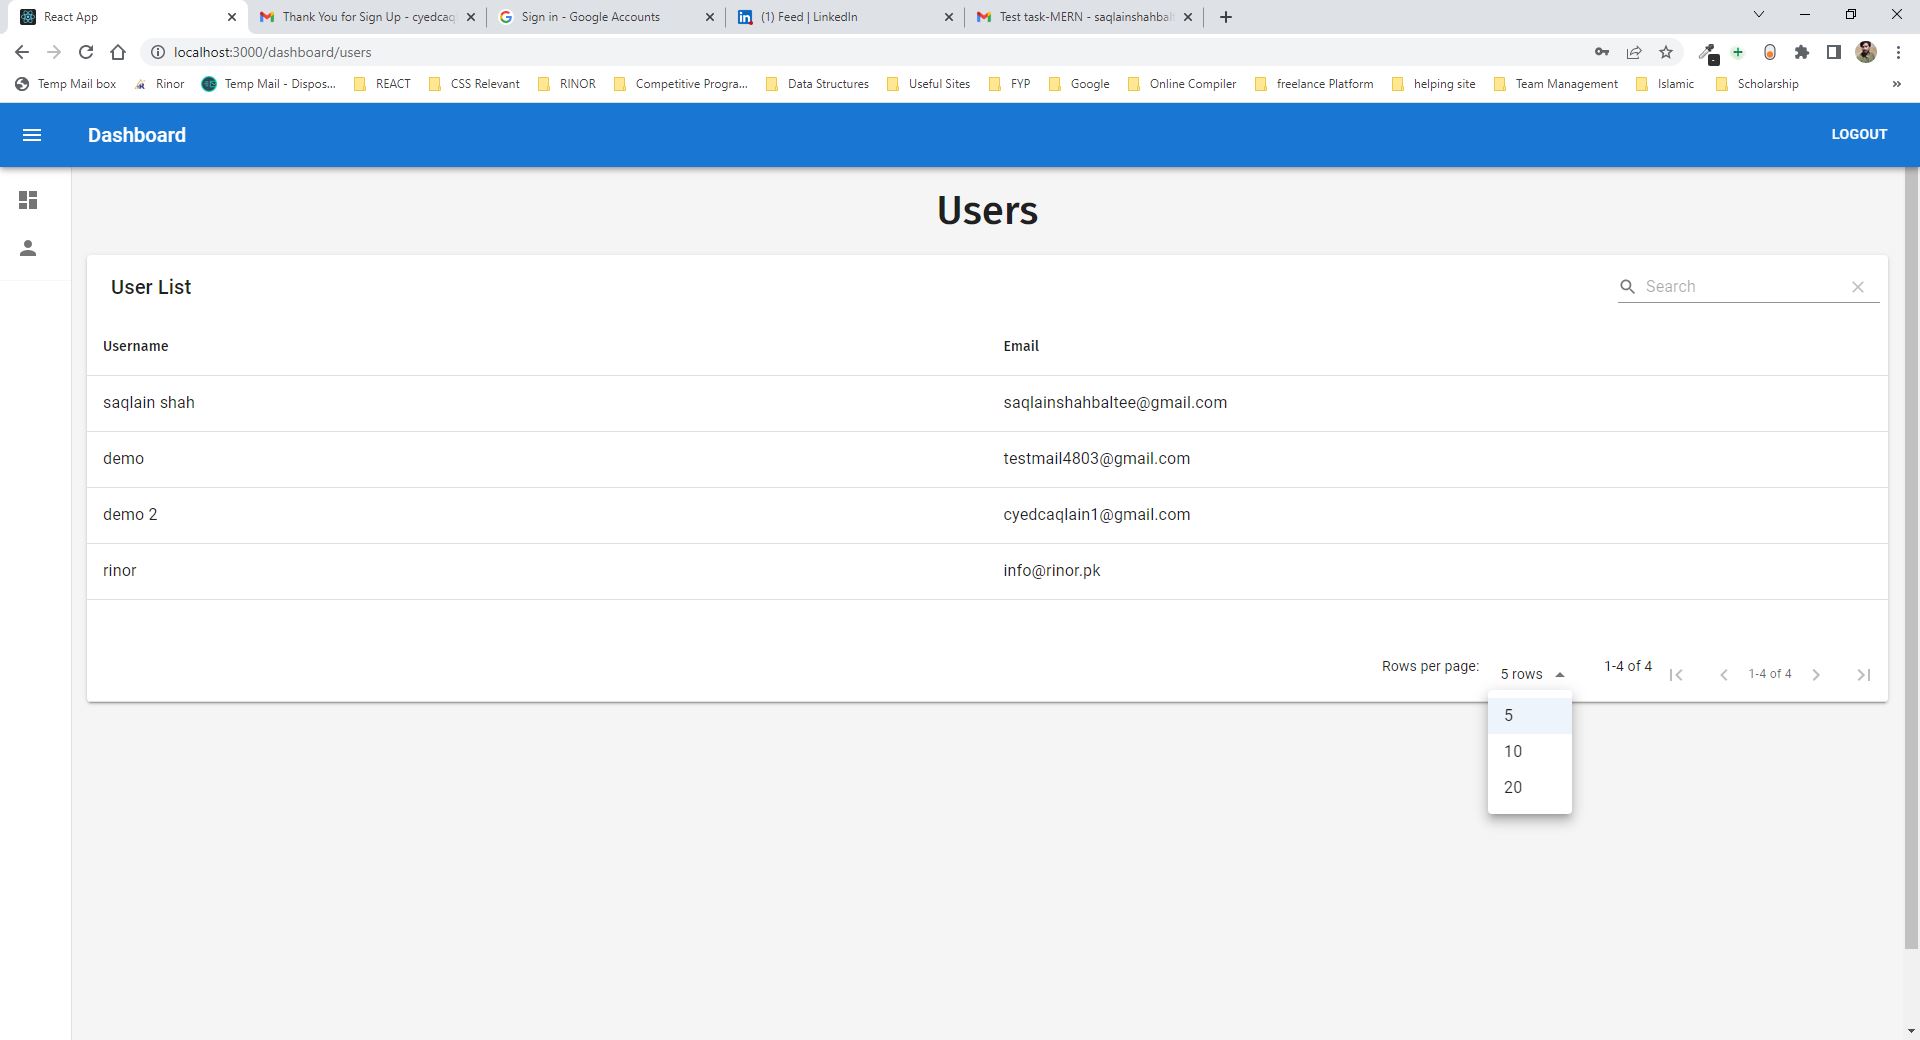 React App
Thank You for Sign Up - cyedcaql
Sign in - Google Accounts
(1) Feed | LinkedIn
Test task-MERN - saqlainshahbalt
localhost:3000/dashboard/users
Temp Mail box
Rinor
Temp Mail - Dispos...
REACT
CSS Relevant
RINOR
Competitive Progra...
Data Structures
Useful Sites
FYP
Google
Online Compiler
freelance Platform
helping site
Team Management
Islamic
Scholarship
Dashboard
LOGOUT
Users
User List
Search
Username Email
saqlain shah saqlainshahbaltee@gmail.com
demo testmail4803@gmail.com
demo 2 cyedcaqlain1@gmail.com
rinor info@rinor.pk
Rows per page: 5 rows 1-4 of 4 1-4 of 4
5
10
20